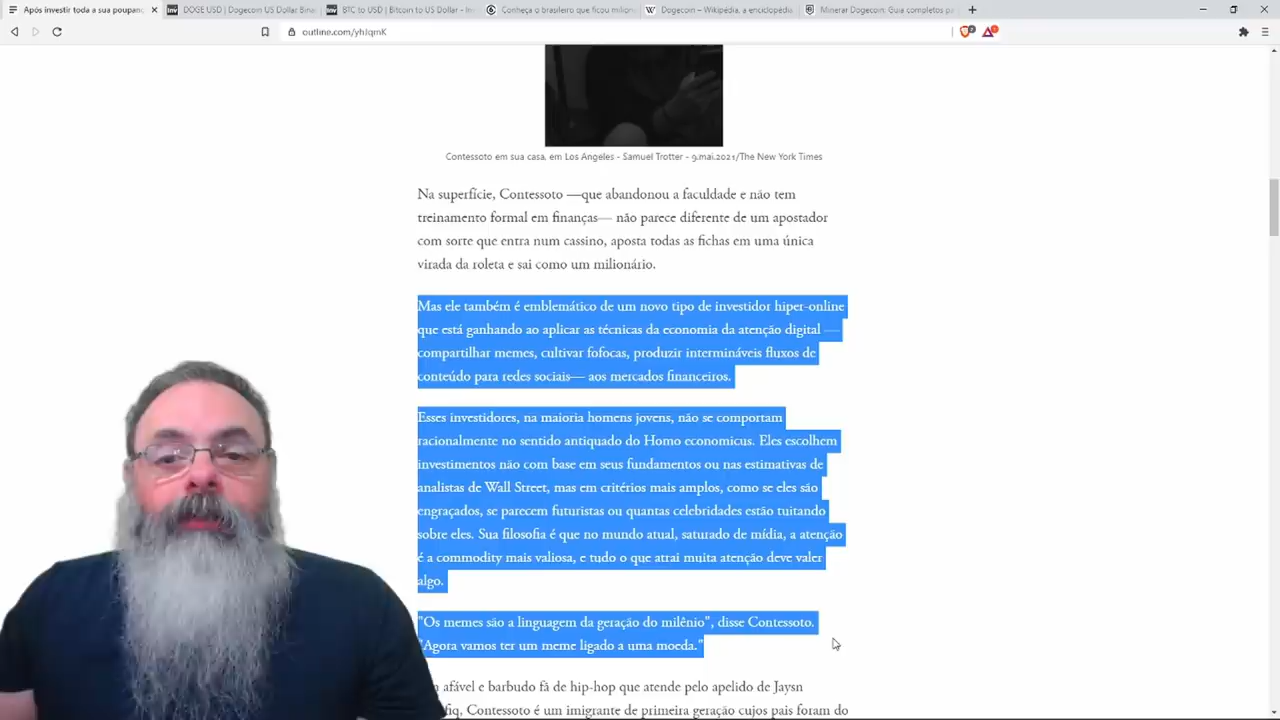 Após investir toda a sua poupanç
DOGE USD | Dogecoin US Dollar Bina
BTC to USD | Bitcoin to US Dollar - Inv
Conheça o brasileiro que ficou milion
Dogecoin – Wikipédia, a enciclopédia
Minerar Dogecoin: Guia completos pa
outline.com/yhJqmK
Contessoto em sua casa, em Los Angeles - Samuel Trotter - 9.mai.2021/The New York Times
Na superfície, Contessoto —que abandonou a faculdade e não tem
treinamento formal em finanças— não parece diferente de um apostador
com sorte que entra num cassino, aposta todas as fichas em uma única
virada da roleta e sai como um milionário.
Mas ele também é emblemático de um novo tipo de investidor hiper-online
que está ganhando ao aplicar as técnicas da economia da atenção digital —
compartilhar memes, cultivar fofocas, produzir intermináveis fluxos de
conteúdo para redes sociais— aos mercados financeiros.
Esses investidores, na maioria homens jovens, não se comportam
racionalmente no sentido antiquado do Homo economicus. Eles escolhem
investimentos não com base em seus fundamentos ou nas estimativas de
analistas de Wall Street, mas em critérios mais amplos, como se eles são
engraçados, se parecem futuristas ou quantas celebridades estão tuitando
sobre eles. Sua filosofia é que no mundo atual, saturado de mídia, a atenção
é a commodity mais valiosa, e tudo o que atrai muita atenção deve valer
algo.
"Os memes são a linguagem da geração do milênio", disse Contessoto.
"Agora vamos ter um meme ligado a uma moeda."
afável e barbudo fã de hip-hop que atende pelo apelido de Jaysn
Contessoto é um imigrante de primeira geração cujos pais foram do